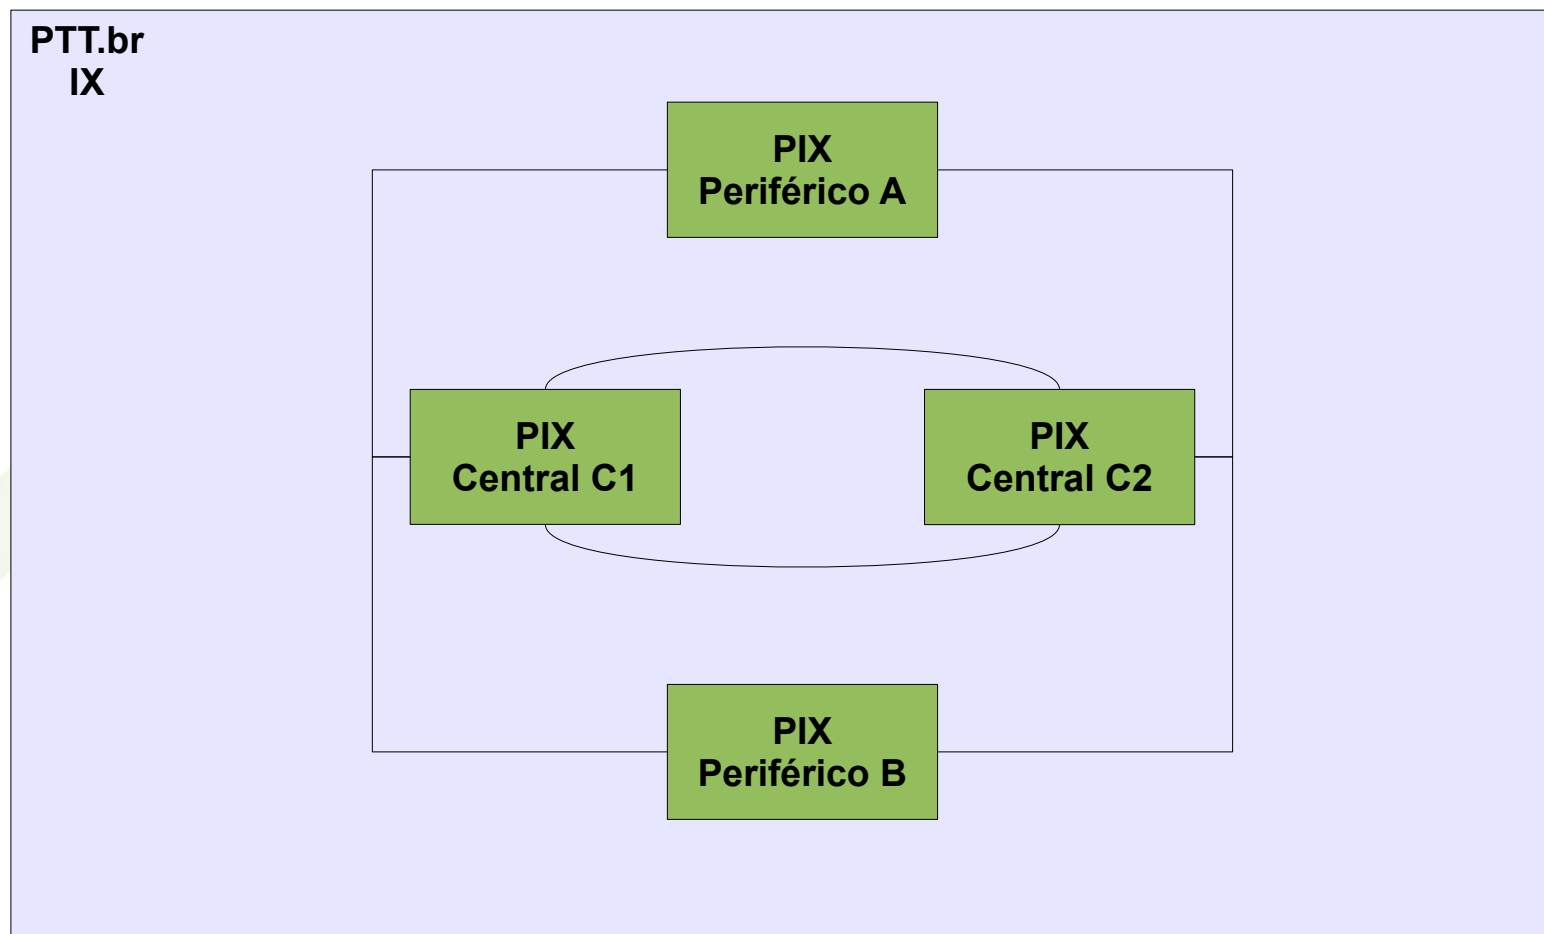 PTT.br
IX
PIX
Periférico A
PIX
Central C1
PIX
Central C2
PIX
Periférico B